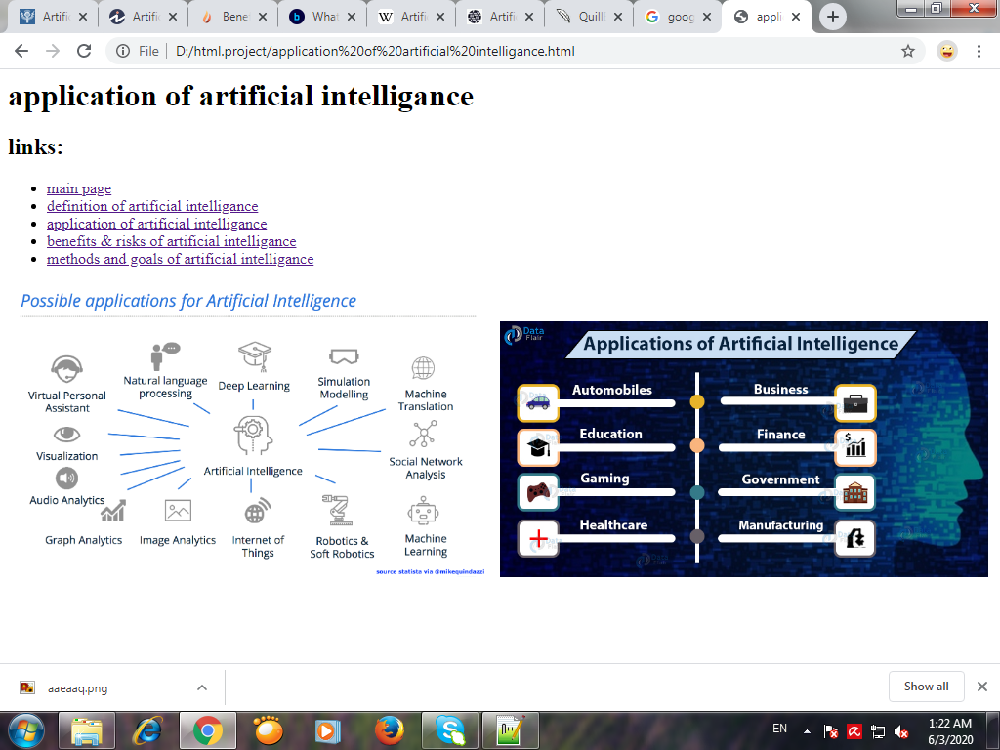 Artific
Artific
Benef
What
Artific
Artific
Quillb
goog
appli
File
D:/html.project/application%20of%20artificial%20intelligance.html
application of artificial intelligance
links:
main page
definition of artificial intelligance
application of artificial intelligance
benefits & risks of artificial intelligance
methods and goals of artificial intelligance
Possible applications for Artificial Intelligence
Virtual Personal
Assistant
Natural language
processing
Deep Learning
Simulation
Modelling
Machine
Translation
Visualization
Artificial Intelligence
Social Network
Analysis
Audio Analytics
Graph Analytics
Image Analytics
Internet of
Things
Robotics &
Soft Robotics
Machine
Learning
source statista via @mikequindazzi
Data
Flair
Applications of Artificial Intelligence
Automobiles
Business
Education
Finance
Gaming
Government
Healthcare
Manufacturing
aaeaaq.png
Show all
EN
1:22 AM
6/3/2020